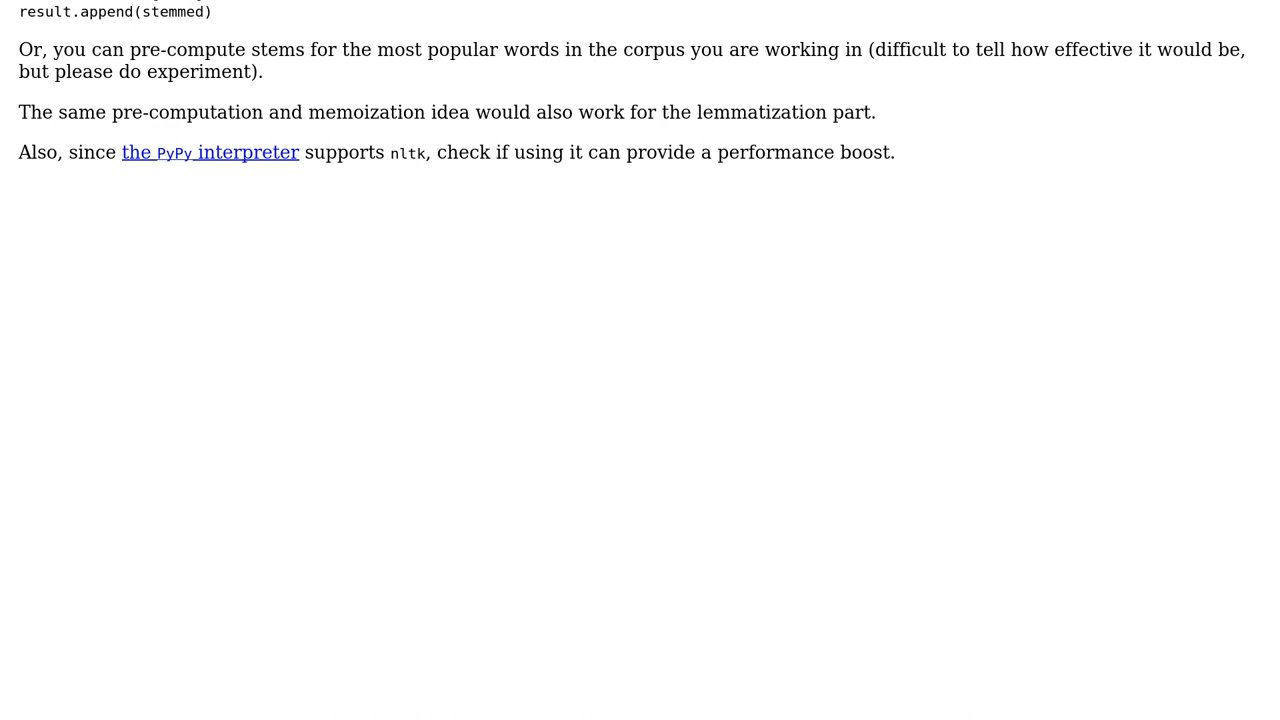 result.append(stemmed)
Or, you can pre-compute stems for the most popular words in the corpus you are working in (difficult to tell how effective it would be,
but please do experiment).
The same pre-computation and memoization idea would also work for the lemmatization part.
Also, since the PyPy interpreter supports nltk, check if using it can provide a performance boost.